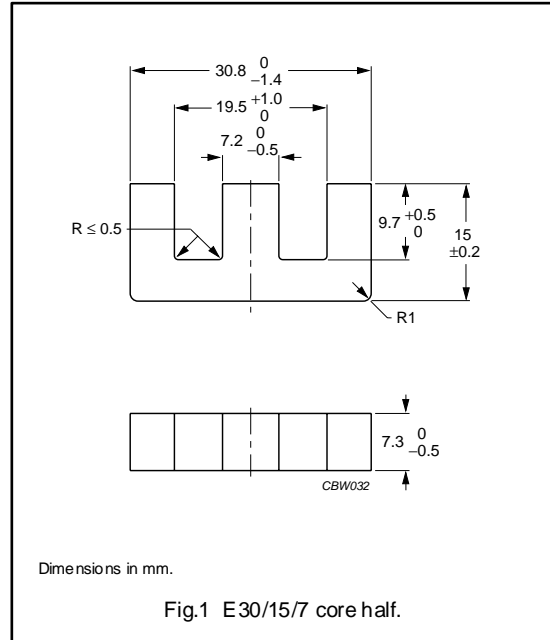 30.8 0 −1.4
19.5 +1.0 0
7.2 0 −0.5
R ≤ 0.5
9.7 +0.5 0
15 ±0.2
R1
7.3 0 −0.5
CBW032
Dimensions in mm.
Fig.1 E30/15/7 core half.